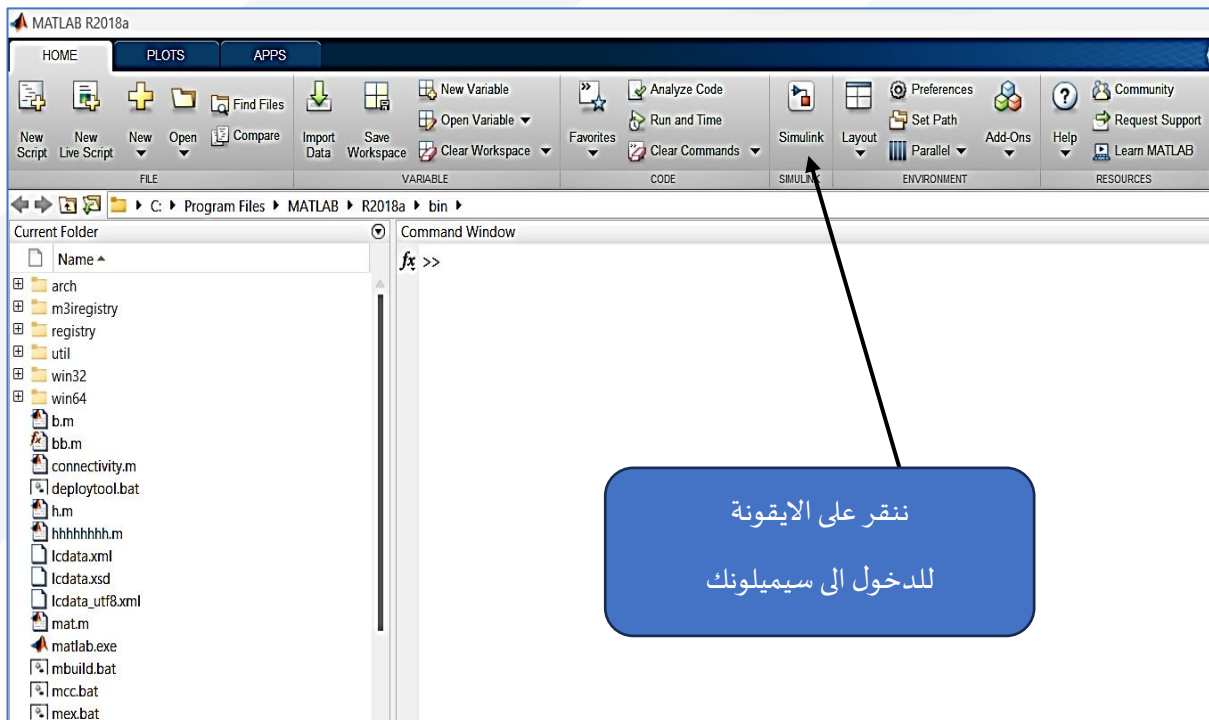 MATLAB R2018a
HOME PLOTS APPS
New Script
New Live Script
New
Open
Find Files
Compare
FILE
Import Data
Save Workspace
New Variable
Open Variable
Clear Workspace
VARIABLE
Favorites
Analyze Code
Run and Time
Clear Commands
CODE
Simulink
SIMULINK
Layout
Preferences
Set Path
Parallel
Add-Ons
ENVIRONMENT
Help
Community
Request Support
Learn MATLAB
RESOURCES
C: Program Files MATLAB R2018a bin
Current Folder
Name
arch
m3iregistry
registry
util
win32
win64
b.m
bb.m
connectivity.m
deploytool.bat
h.m
hhhhhhhh.m
lcdata.xml
lcdata.xsd
lcdata_utf8.xml
mat.m
matlab.exe
mbuild.bat
mcc.bat
mex.bat
Command Window
fx >>
ننقر على الايقونة
للدخول الى سيميلونك